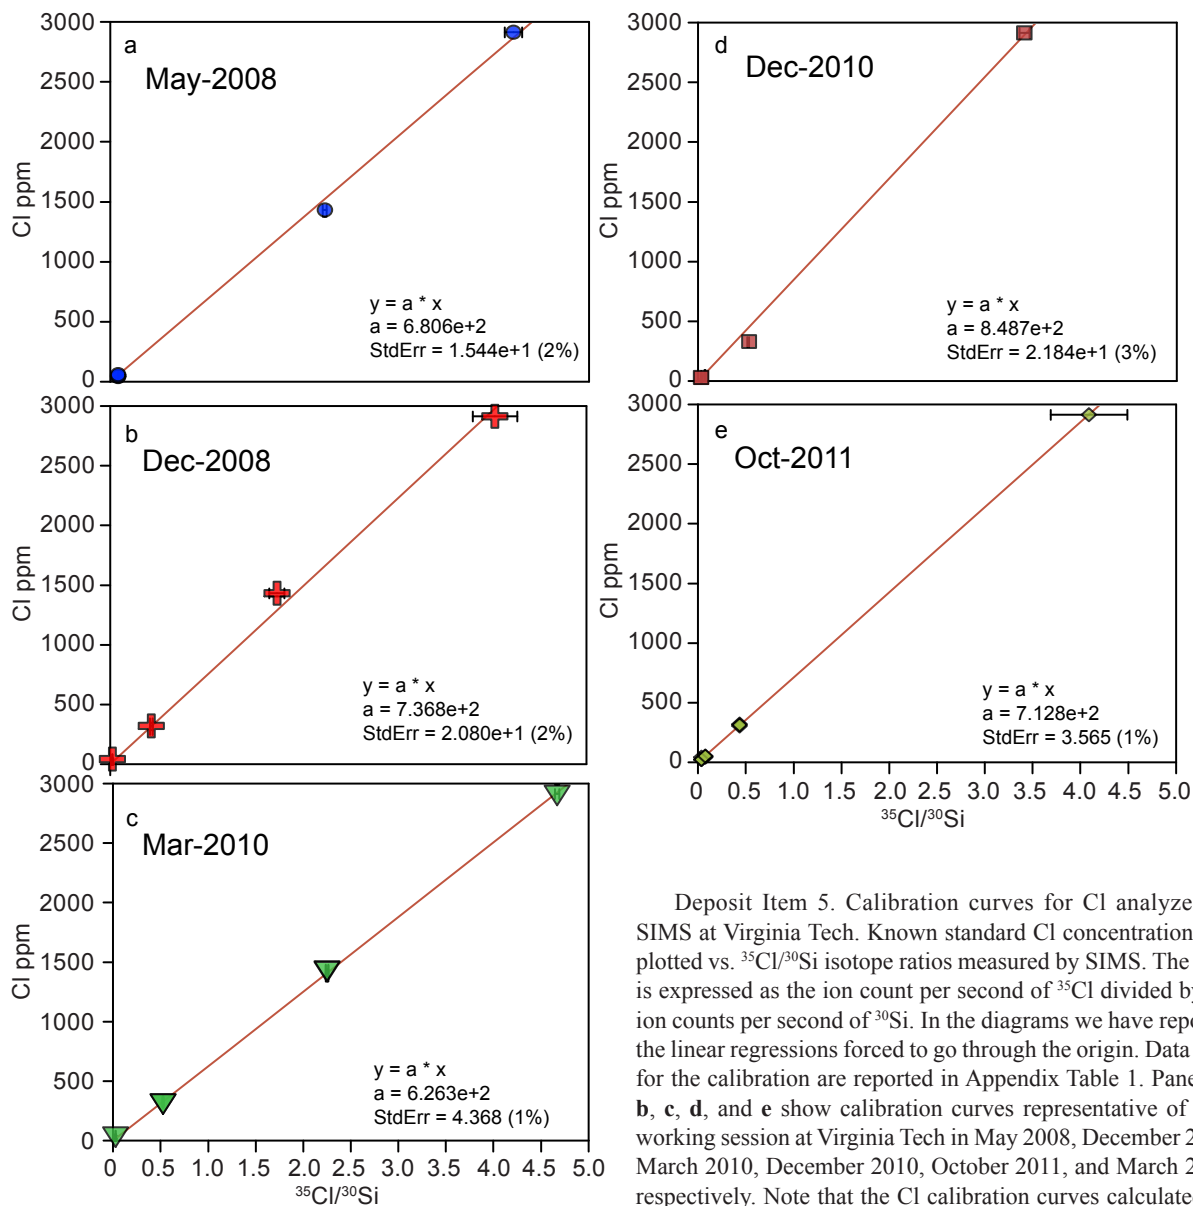 3000
2500
2000
1500
1000
500
0
Cl ppm
a
May-2008
y = a * x
a = 6.806e+2
StdErr = 1.544e+1 (2%)
3000
2500
2000
1500
1000
500
0
Cl ppm
b
Dec-2008
y = a * x
a = 7.368e+2
StdErr = 2.080e+1 (2%)
3000
2500
2000
1500
1000
500
0
Cl ppm
c
Mar-2010
y = a * x
a = 6.263e+2
StdErr = 4.368 (1%)
0 0.5 1.0 1.5 2.0 2.5 3.0 3.5 4.0 4.5 5.0
³⁵Cl/³⁰Si
3000
2500
2000
1500
1000
500
0
Cl ppm
d
Dec-2010
y = a * x
a = 8.487e+2
StdErr = 2.184e+1 (3%)
3000
2500
2000
1500
1000
500
0
Cl ppm
e
Oct-2011
y = a * x
a = 7.128e+2
StdErr = 3.565 (1%)
0 0.5 1.0 1.5 2.0 2.5 3.0 3.5 4.0 4.5 5.0
³⁵Cl/³⁰Si
Deposit Item 5. Calibration curves for Cl analyze
SIMS at Virginia Tech. Known standard Cl concentration
plotted vs. ³⁵Cl/³⁰Si isotope ratios measured by SIMS. The
is expressed as the ion count per second of ³⁵Cl divided by
ion counts per second of ³⁰Si. In the diagrams we have repo
the linear regressions forced to go through the origin. Data
for the calibration are reported in Appendix Table 1. Pane
b, c, d, and e show calibration curves representative of
working session at Virginia Tech in May 2008, December 2
March 2010, December 2010, October 2011, and March 2
respectively. Note that the Cl calibration curves calculate